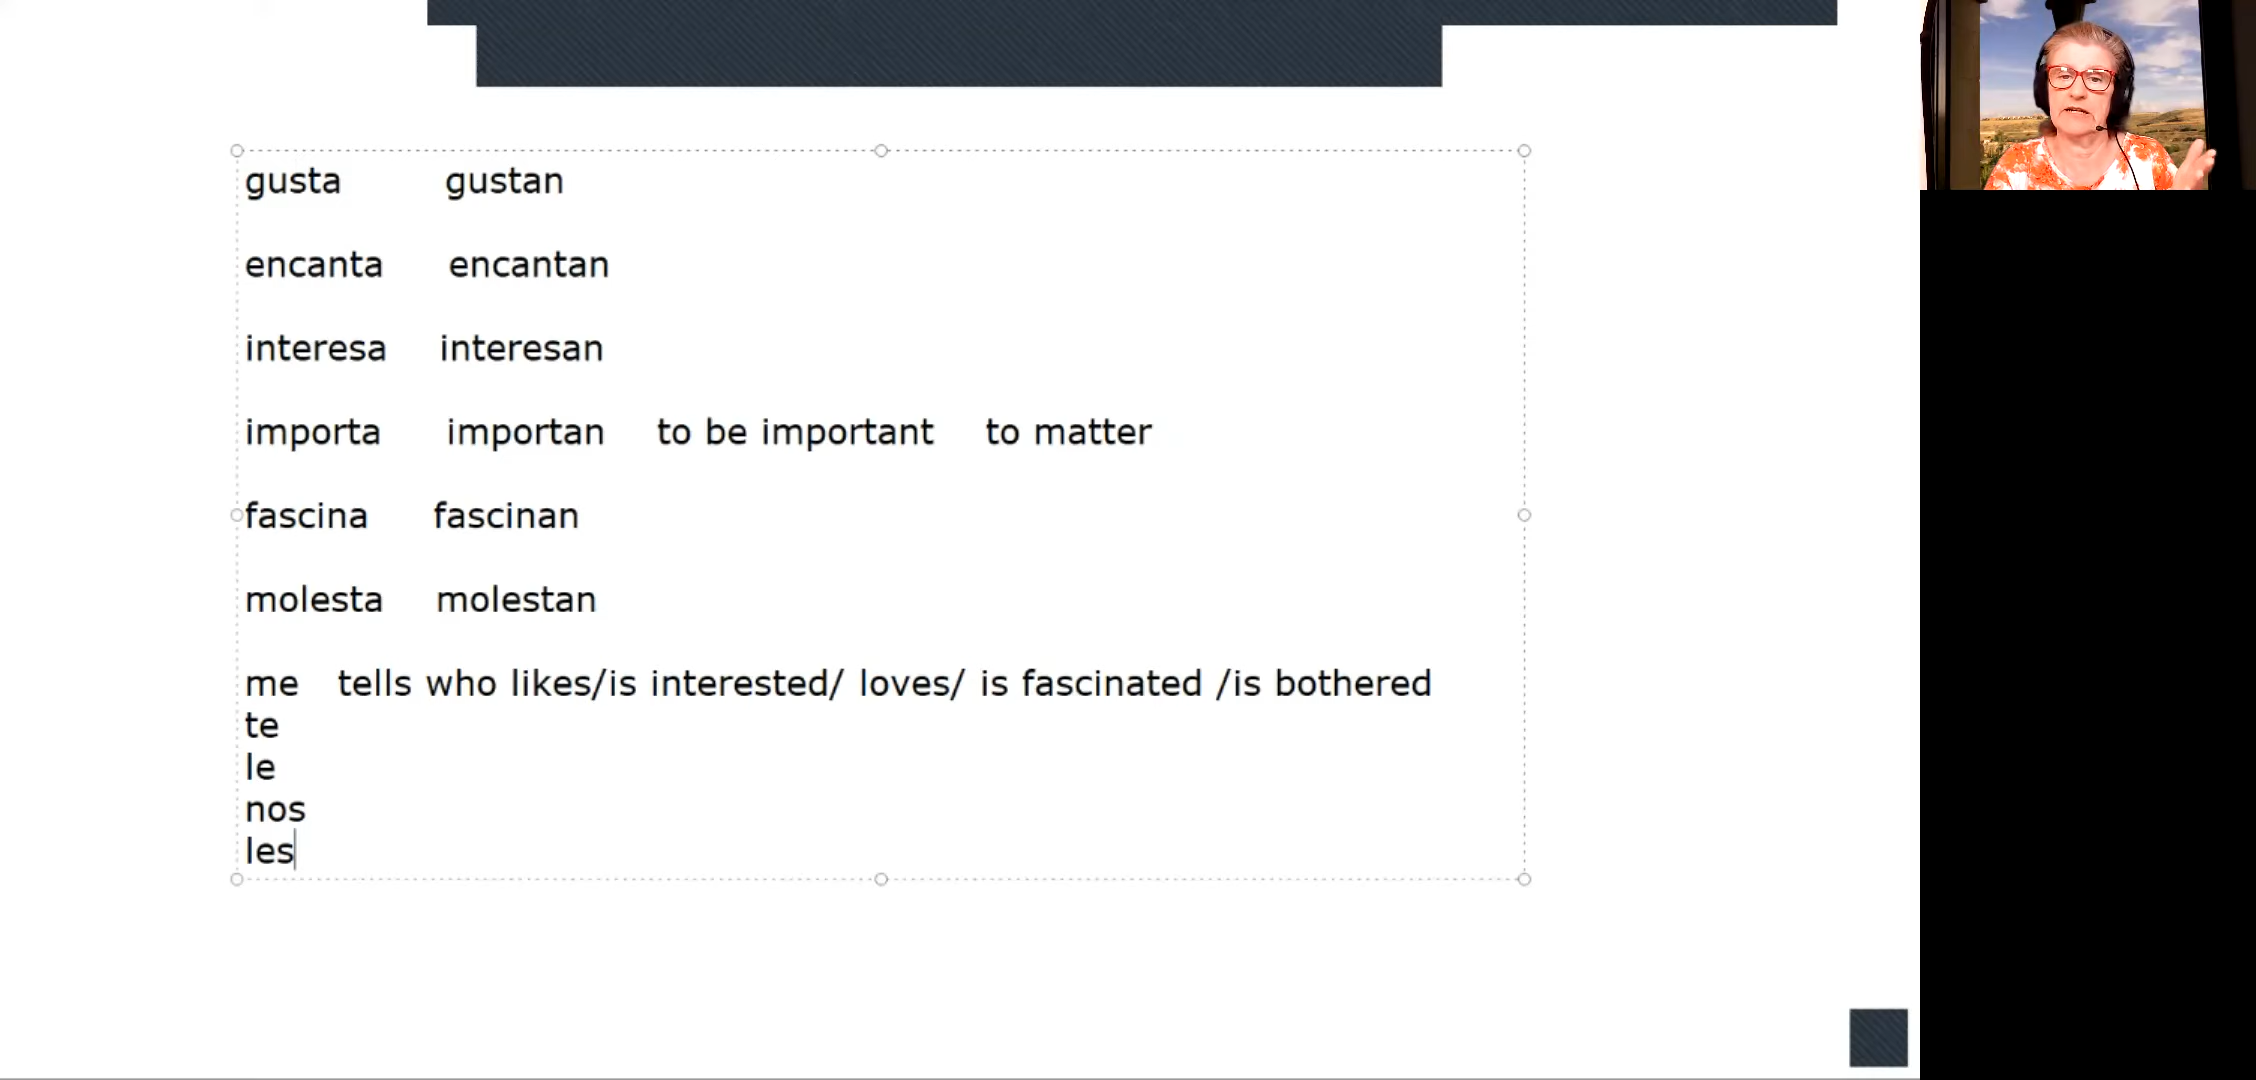 gusta gustan
encanta encantan
interesa interesan
importa importan to be important to matter
fascina fascinan
molesta molestan
me tells who likes/is interested/ loves/ is fascinated /is bothered
te
le
nos
les